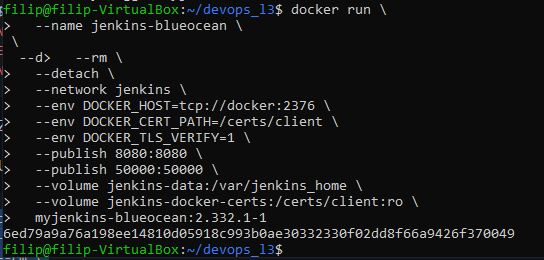 filip@filip-VirtualBox:~/devops_l3$ docker run \
>   --name jenkins-blueocean \
 \
  --d>   --rm \
>   --detach \
>   --network jenkins \
>   --env DOCKER_HOST=tcp://docker:2376 \
>   --env DOCKER_CERT_PATH=/certs/client \
>   --env DOCKER_TLS_VERIFY=1 \
>   --publish 8080:8080 \
>   --publish 50000:50000 \
>   --volume jenkins-data:/var/jenkins_home \
>   --volume jenkins-docker-certs:/certs/client:ro \
>   myjenkins-blueocean:2.332.1-1
6ed79a9a76a198ee14810d05918c993b0ae30332330f02dd8f66a9426f370049
filip@filip-VirtualBox:~/devops_l3$